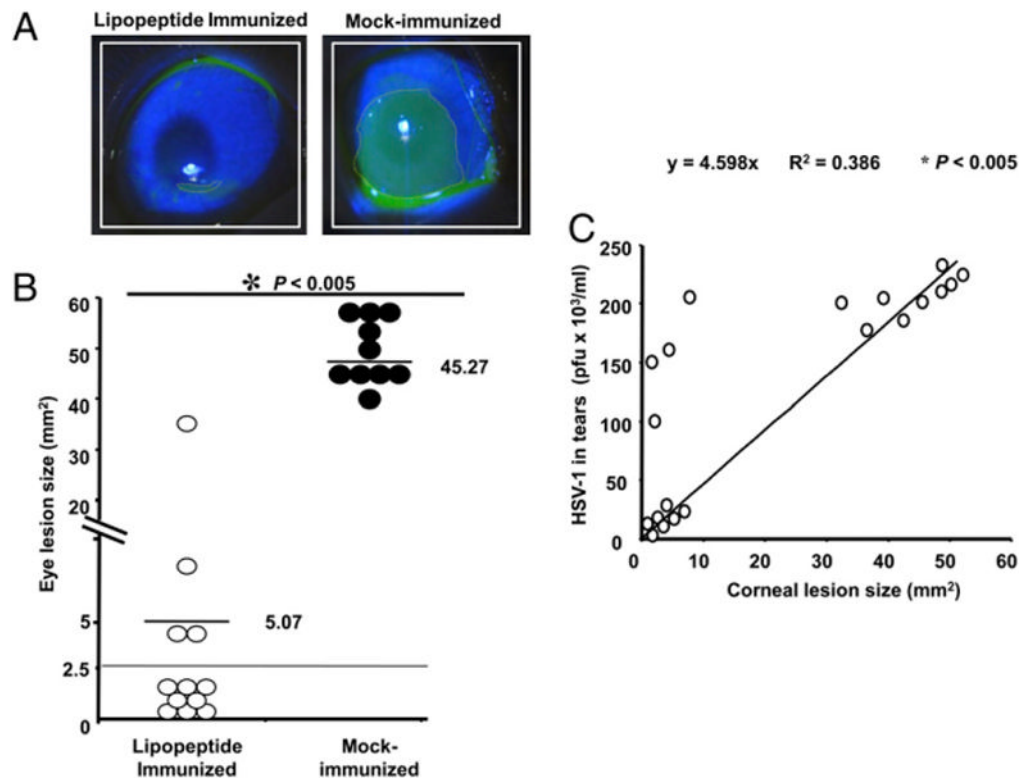 A
Lipopeptide Immunized
Mock-immunized
B
* P < 0.005
Eye lesion size (mm²)
60
50
40
30
20
5
2.5
0
45.27
5.07
Lipopeptide
Immunized
Mock-
immunized
y = 4.598x R² = 0.386 * P < 0.005
C
HSV-1 in tears (pfu x 10³/ml)
250
200
150
100
50
0
0 10 20 30 40 50 60
Corneal lesion size (mm²)